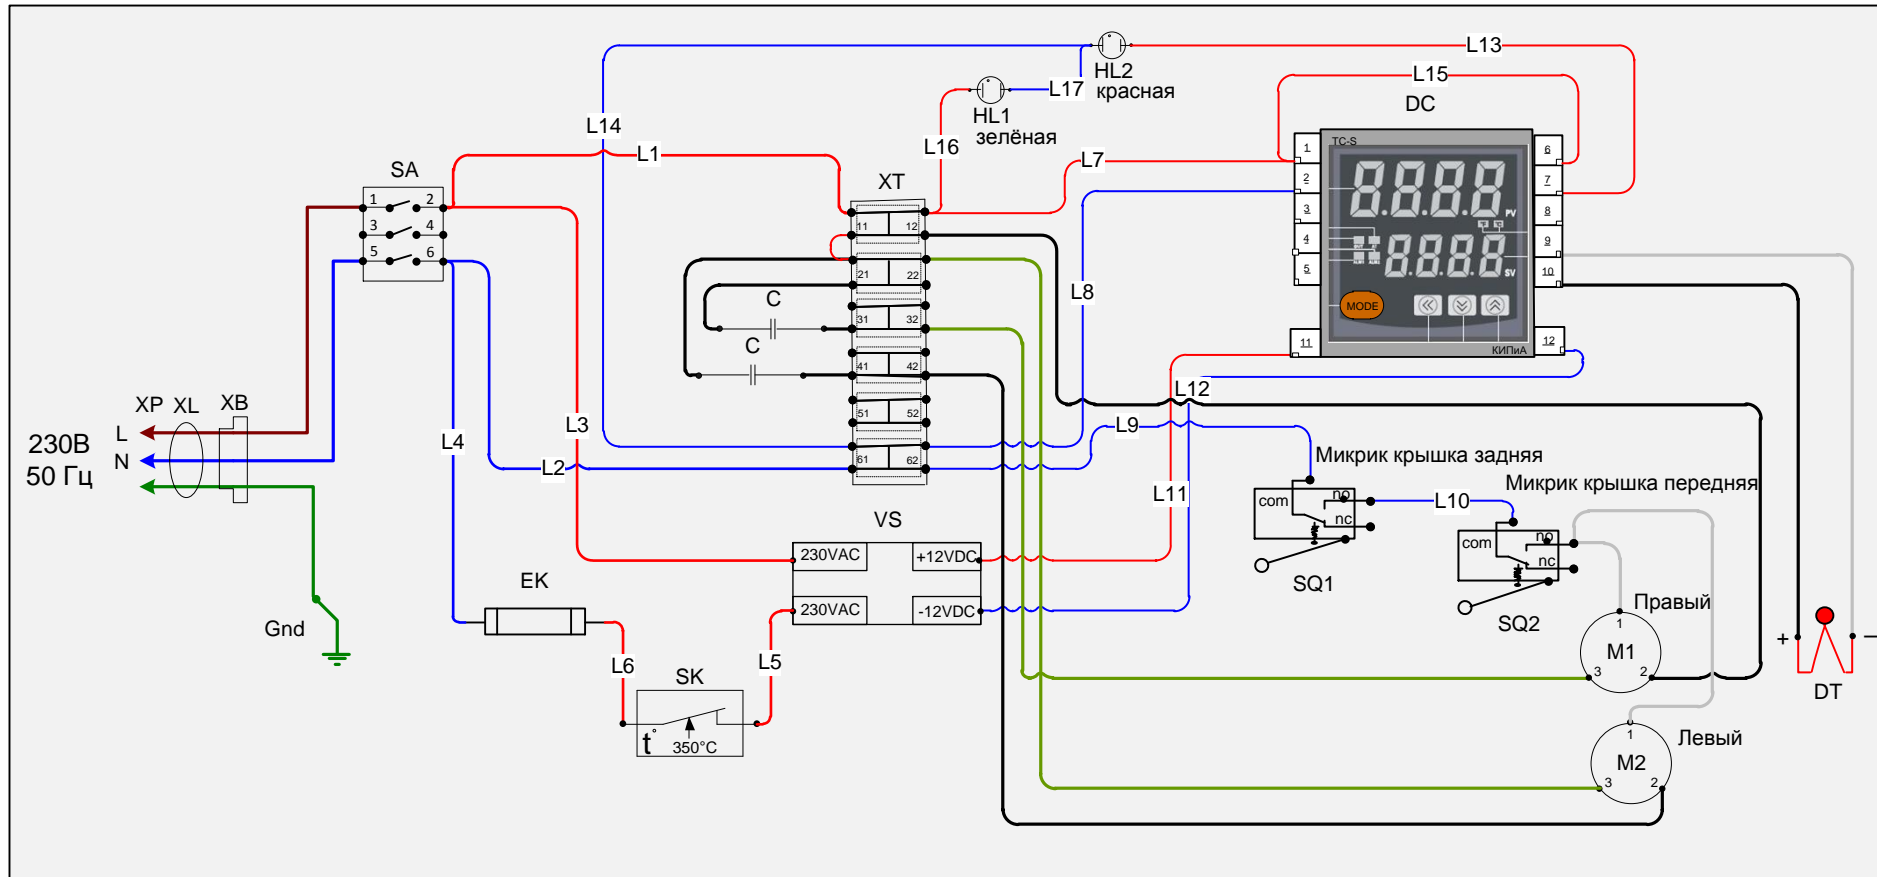 L13
L15
HL2
красная
L17
DC
HL1
зелёная
L14
L16
L1
L7
SA
XT
TC-S
1
2
3
4
5
6
7
8
9
10
11
12
PV
SV
MODE
КИПиА
1
2
3
4
5
6
11
12
21
22
31
32
41
42
51
52
61
62
C
C
L8
L12
L9
L3
L4
L2
L11
XP
XL
XB
230В
50 Гц
L
N
Gnd
Микрик крышка задняя
com
no
nc
SQ1
L10
Микрик крышка передняя
com
no
nc
SQ2
VS
230VAC
+12VDC
230VAC
-12VDC
EK
L6
L5
SK
t°
350°C
Правый
1
M1
3
2
Левый
1
M2
3
2
+
–
DT